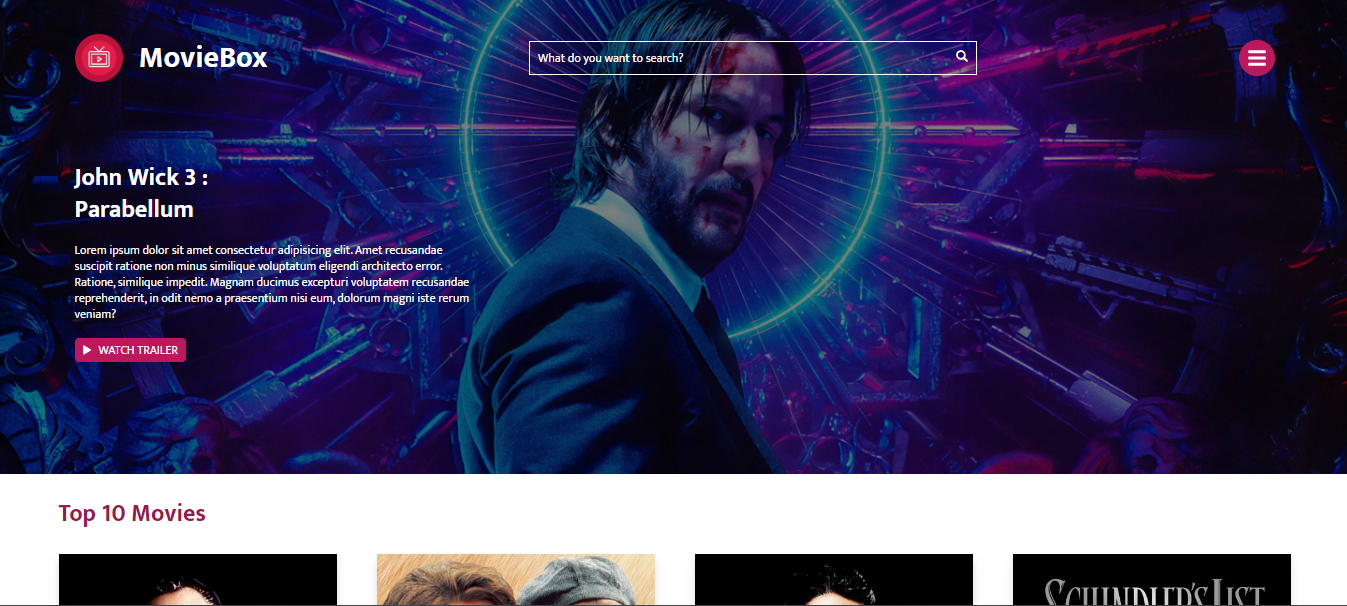 MovieBox
What do you want to search?
John Wick 3 :
Parabellum
Lorem ipsum dolor sit amet consectetur adipisicing elit. Amet recusandae
suscipit ratione non minus similique voluptatum eligendi architecto error.
Ratione, similique impedit. Magnam ducimus excepturi voluptatem recusandae
reprehenderit, in odit nemo a praesentium nisi eum, dolorum magni iste rerum
veniam?
WATCH TRAILER
Top 10 Movies
SCHINDLER'S LIST